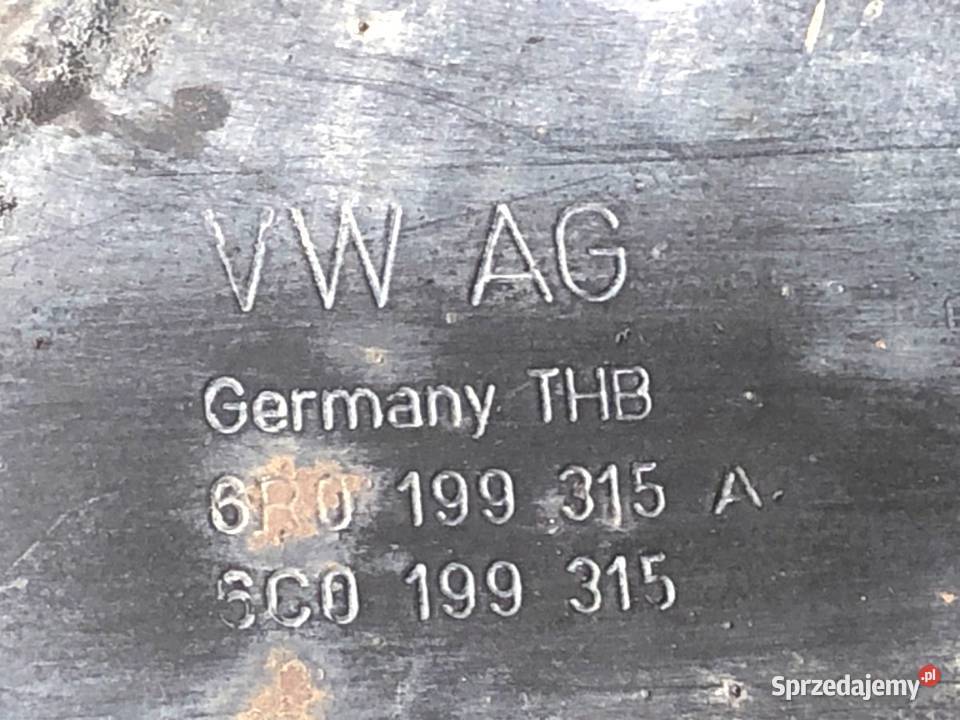 VW AG
Germany THB
6R0 199 315 A.
6C0 199 315
Sprzedajemy.pl